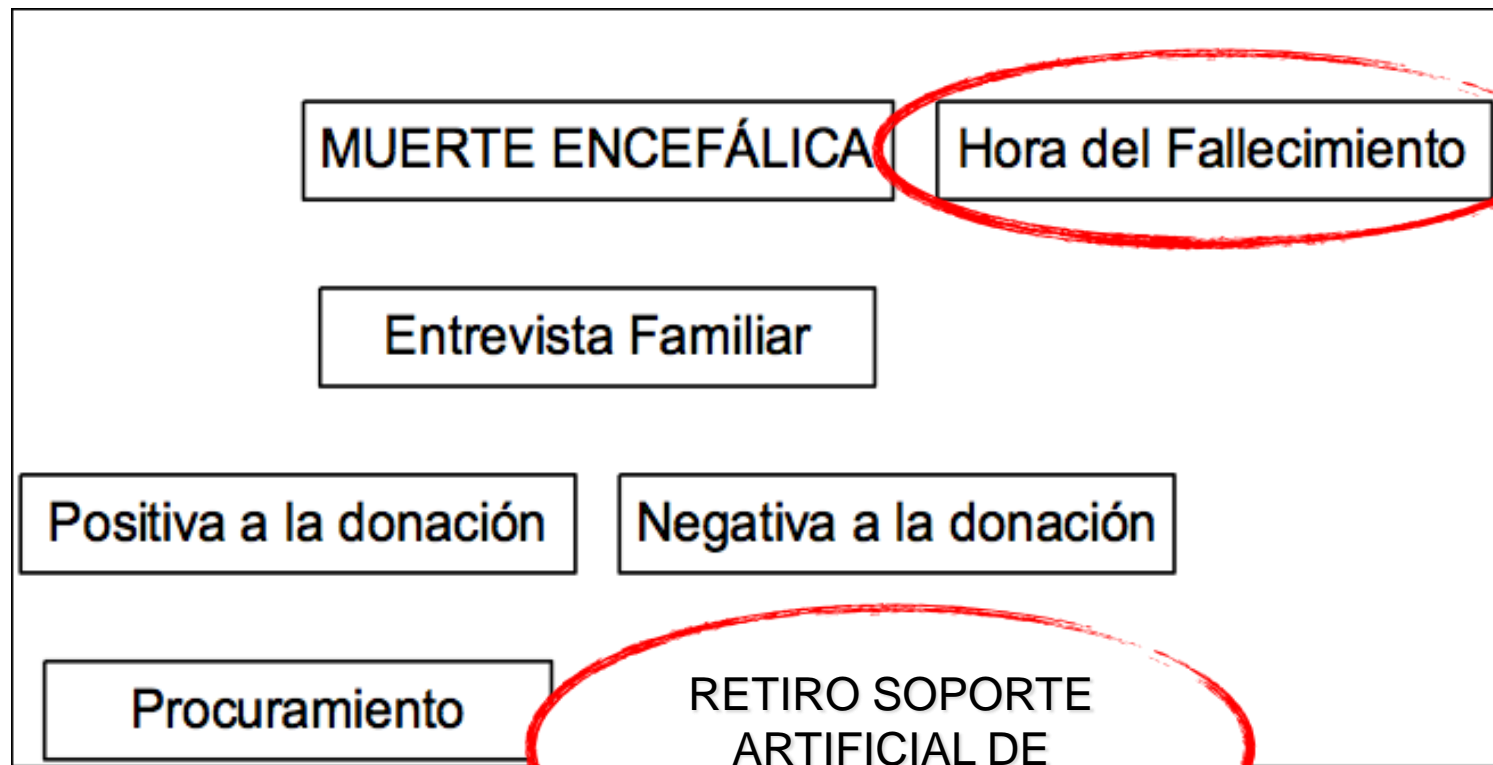 MUERTE ENCEFÁLICA
Hora del Fallecimiento
Entrevista Familiar
Positiva a la donación
Negativa a la donación
Procuramiento
RETIRO SOPORTE
ARTIFICIAL DE